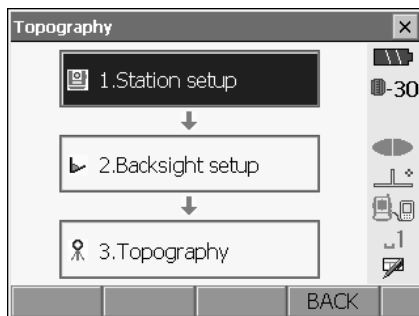 Topography
1.Station setup
-30
2.Backsight setup
3.Topography
1
BACK